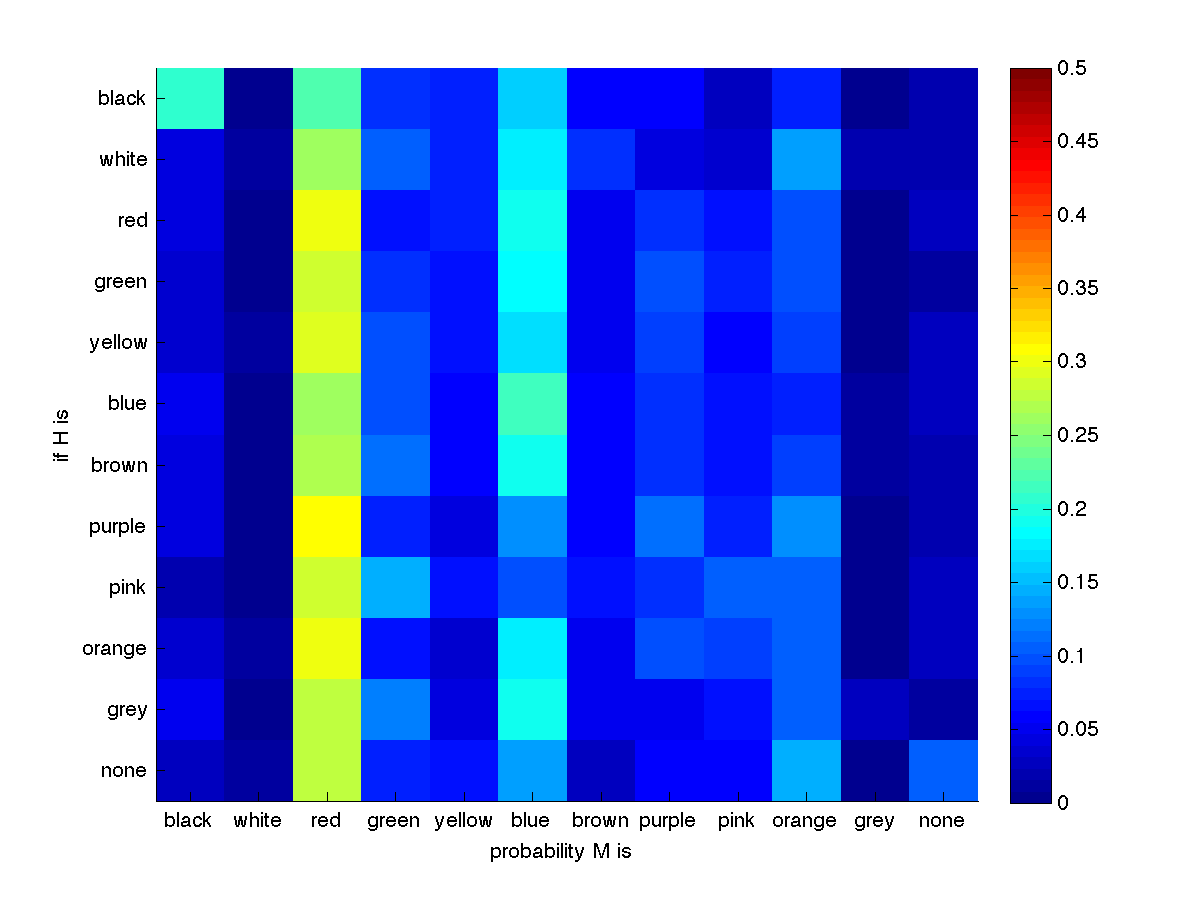 black
white
red
green
yellow
blue
brown
purple
pink
orange
grey
none
if H is
black white red green yellow blue brown purple pink orange grey none
probability M is
0.5
0.45
0.4
0.35
0.3
0.25
0.2
0.15
0.1
0.05
0